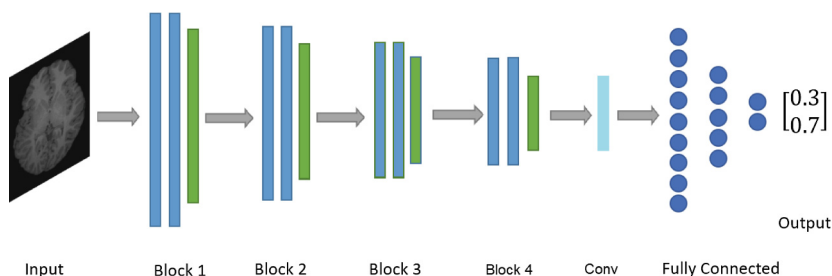 [0.3
0.7]
Output
Input
Block 1
Block 2
Block 3
Block 4
Conv
Fully Connected